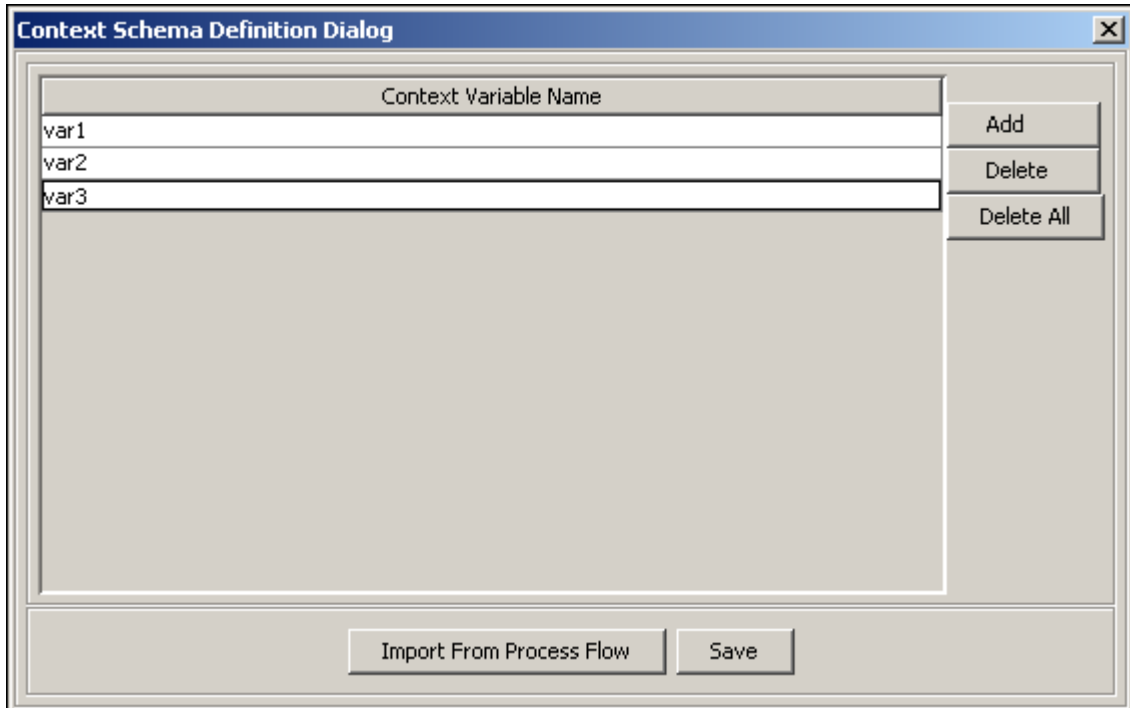 Context Schema Definition Dialog
Context Variable Name
var1
var2
var3
Add
Delete
Delete All
Import From Process Flow
Save